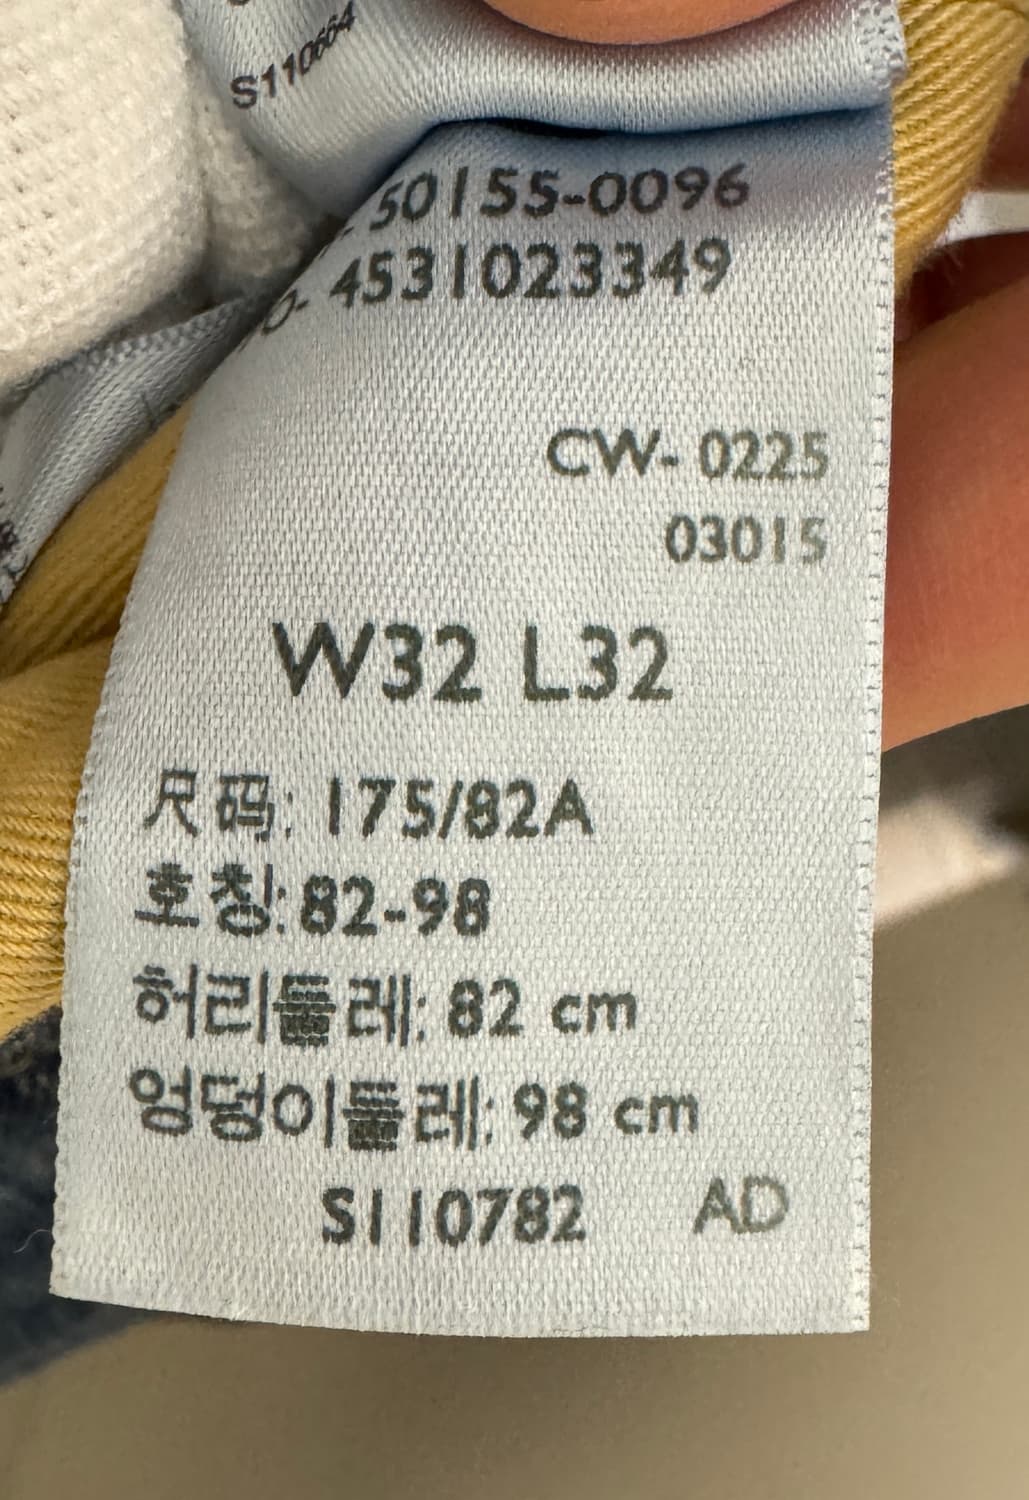 S110664
50155-0096
4531023349
CW- 0225
03015
W32 L32
尺码: 175/82A
호칭: 82-98
허리둘레: 82 cm
엉덩이둘레: 98 cm
S110782 AD